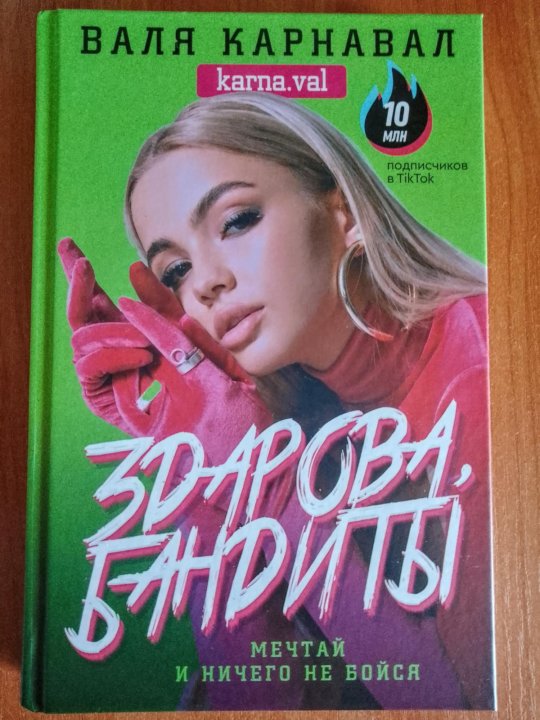 ВАЛЯ КАРНАВАЛ
karna.val
10
МЛН
подписчиков
в TikTok
ЗДАРОВА,
БАНДИТЫ
МЕЧТАЙ
И НИЧЕГО НЕ БОЙСЯ